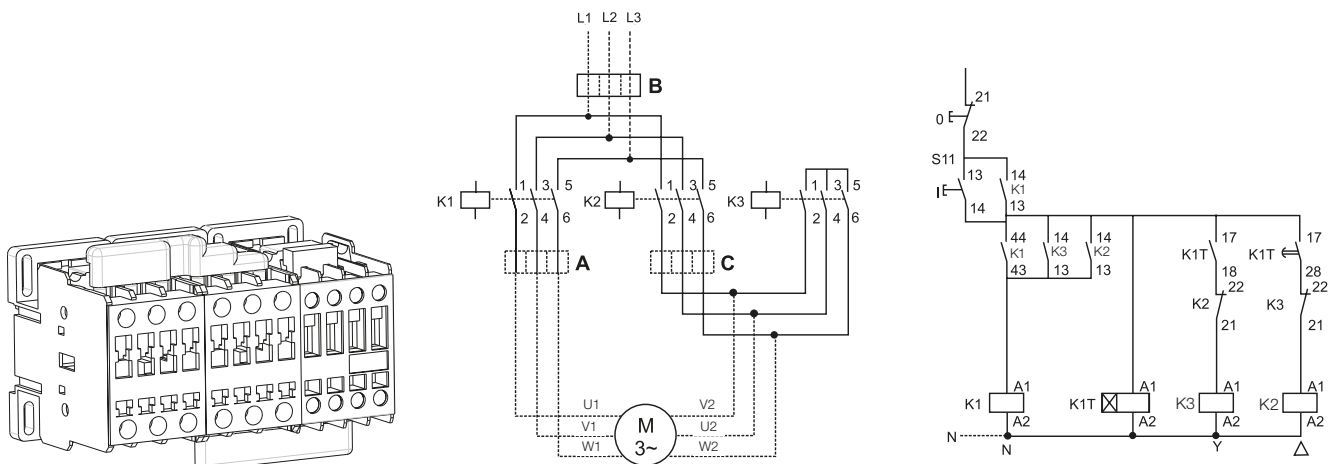 L1 L2 L3
B
K1 1 3 5 K2 1 3 5 K3 1 3 5
2 4 6 2 4 6 2 4 6
A C
U1 V2
V1 U2
W1 W2
M
3~
21
0
22
S11
13 14
K1
I
14 13
44 14 14 17 17
K1 K3 K2 K1T K1T
43 13 13 18 28
22 22
K2 K3
21 21
A1 A1 A1 A1
K1 K1T K3 K2
A2 A2 A2 A2
N
N Y Δ